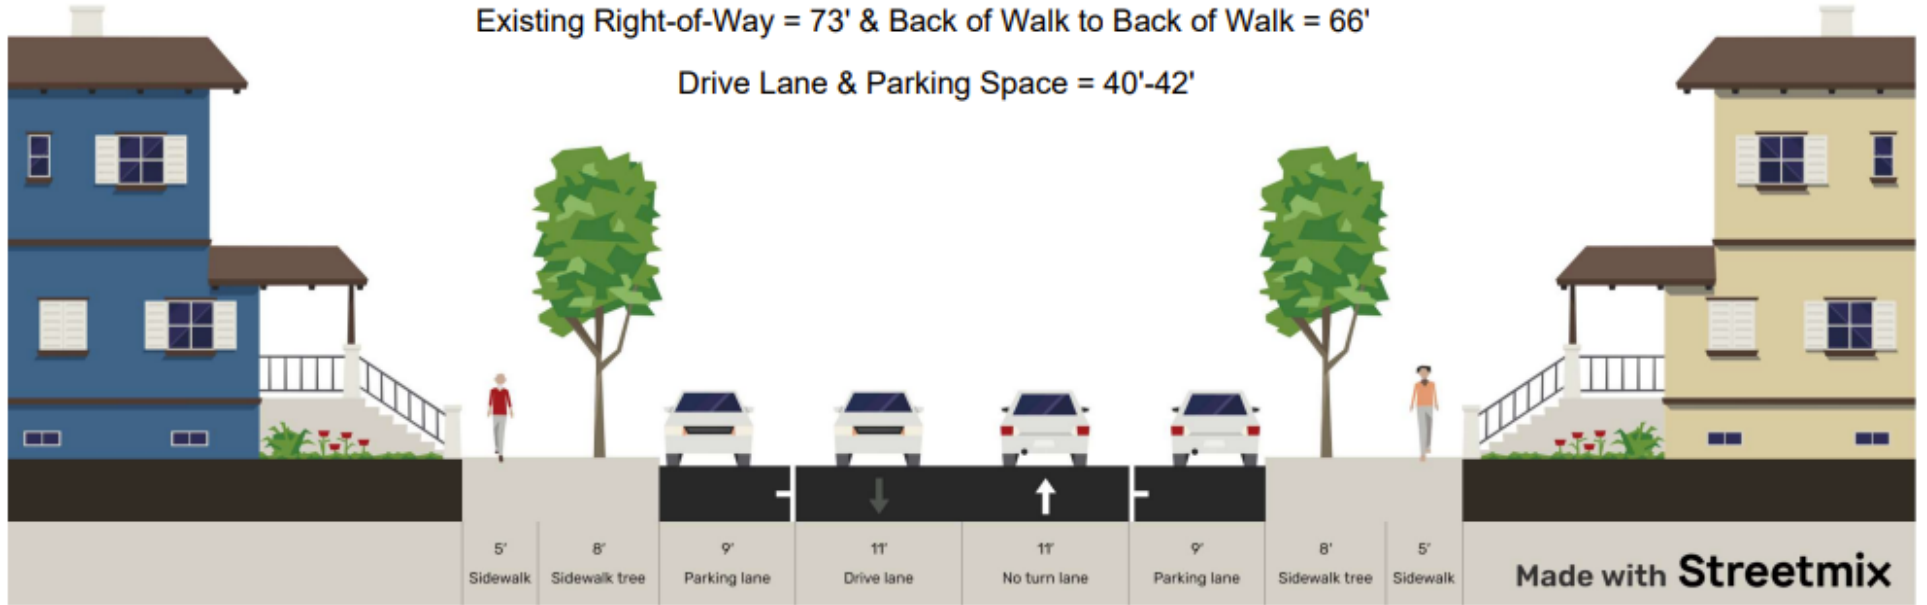 Existing Right-of-Way = 73' & Back of Walk to Back of Walk = 66'
Drive Lane & Parking Space = 40'-42'
5' 8' 9' 11' 11' 9' 8' 5'
Sidewalk Sidewalk tree Parking lane Drive lane No turn lane Parking lane Sidewalk tree Sidewalk
Made with Streetmix